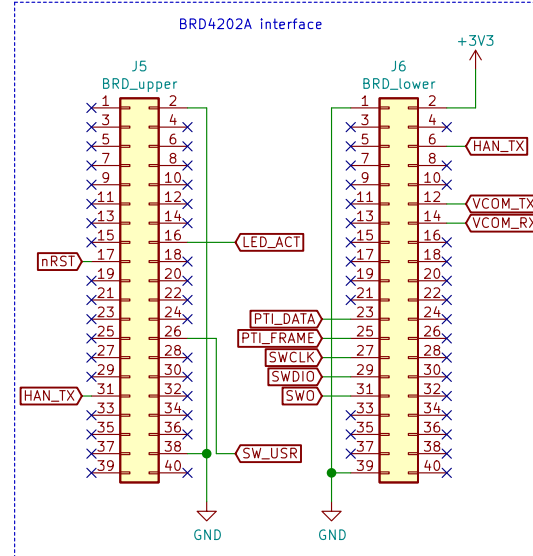 BRD4202A interface
+3V3
J5
BRD_upper
J6
BRD_lower
1 2 1 2
3 4 3 4
5 6 5 6 HAN_TX
7 8 7 8
9 10 9 10
11 12 11 12 VCOM_TX
13 14 13 14 VCOM_RX
15 16 LED_ACT 15 16
nRST 17 18 17 18
19 20 19 20
21 22 21 22
23 24 PTI_DATA 23 24
25 26 PTI_FRAME 25 26
27 28 SWCLK 27 28
29 30 SWDIO 29 30
HAN_TX 31 32 SWO 31 32
33 34 33 34
35 36 35 36
37 38 SW_USR 37 38
39 40 39 40
GND GND